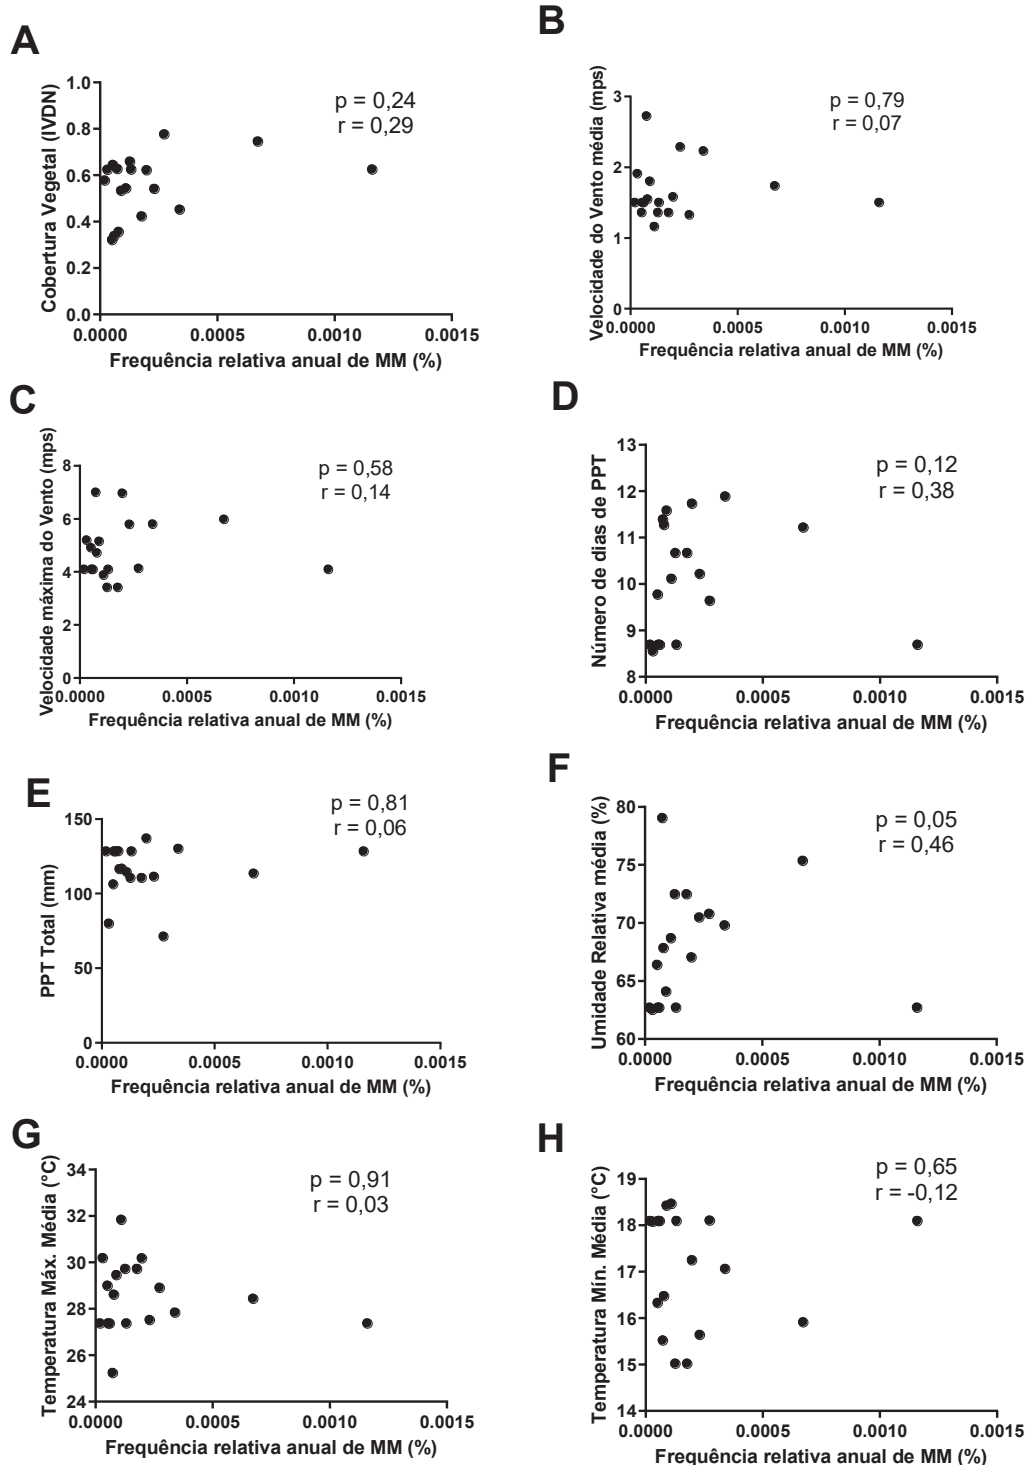 A
Cobertura Vegetal (IVDN)
1.0
0.8
0.6
0.4
0.2
0.0
p = 0,24
r = 0,29
0.0000 0.0005 0.0010 0.0015
Frequência relativa anual de MM (%)
B
Velocidade do Vento média (mps)
3
2
1
0
p = 0,79
r = 0,07
0.0000 0.0005 0.0010 0.0015
Frequência relativa anual de MM (%)
C
Velocidade máxima do Vento (mps)
8
6
4
2
0
p = 0,58
r = 0,14
0.0000 0.0005 0.0010 0.0015
Frequência relativa anual de MM (%)
D
Número de dias de PPT
13
12
11
10
9
8
p = 0,12
r = 0,38
0.0000 0.0005 0.0010 0.0015
Frequência relativa anual de MM (%)
E
PPT Total (mm)
150
100
50
0
p = 0,81
r = 0,06
0.0000 0.0005 0.0010 0.0015
Frequência relativa anual de MM (%)
F
Umidade Relativa média (%)
80
75
70
65
60
p = 0,05
r = 0,46
0.0000 0.0005 0.0010 0.0015
Frequência relativa anual de MM (%)
G
Temperatura Máx. Média (°C)
34
32
30
28
26
24
p = 0,91
r = 0,03
0.0000 0.0005 0.0010 0.0015
Frequência relativa anual de MM (%)
H
Temperatura Mín. Média (°C)
19
18
17
16
15
14
p = 0,65
r = -0,12
0.0000 0.0005 0.0010 0.0015
Frequência relativa anual de MM (%)